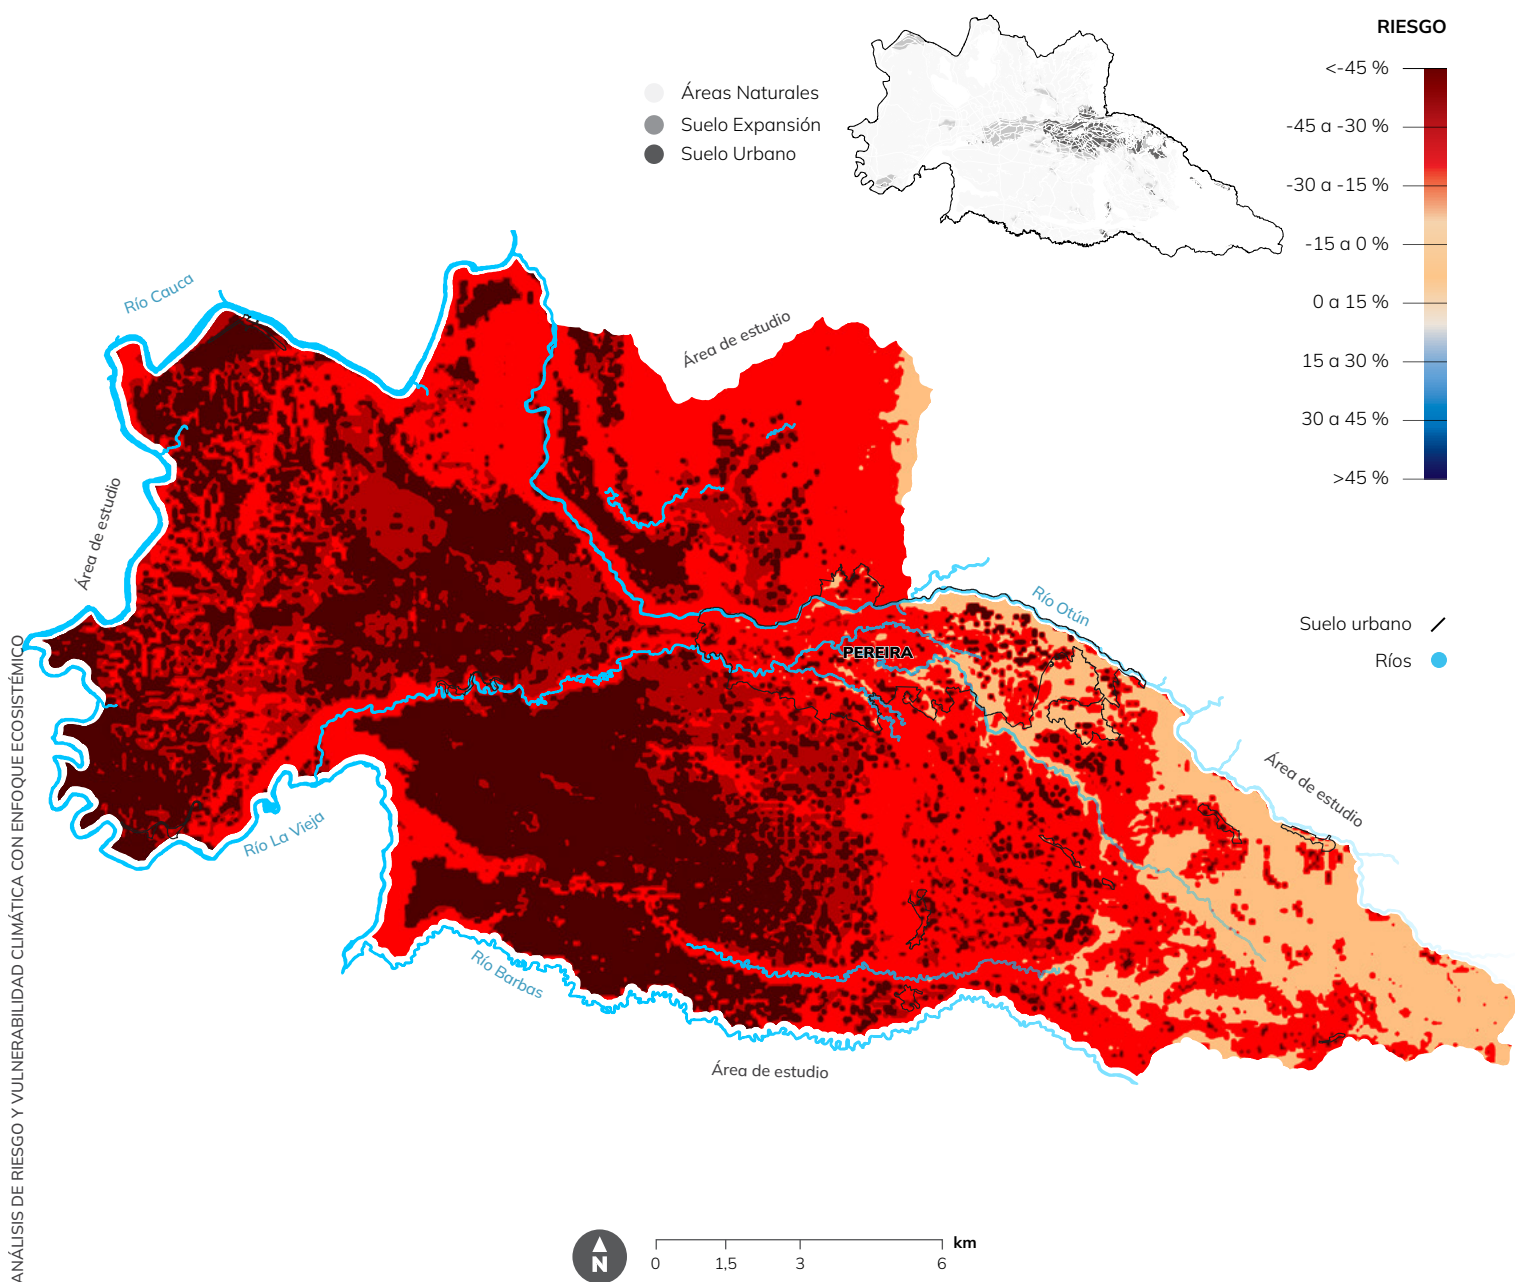 RIESGO
<-45 %
-45 a -30 %
-30 a -15 %
-15 a 0 %
0 a 15 %
15 a 30 %
30 a 45 %
>45 %
Áreas Naturales
Suelo Expansión
Suelo Urbano
Río Cauca
Área de estudio
Área de estudio
Río Otún
Suelo urbano
Ríos
PEREIRA
Área de estudio
Río La Vieja
Río Barbas
Área de estudio
ANÁLISIS DE RIESGO Y VULNERABILIDAD CLIMÁTICA CON ENFOQUE ECOSISTÉMICO
N
km
0 1,5 3 6